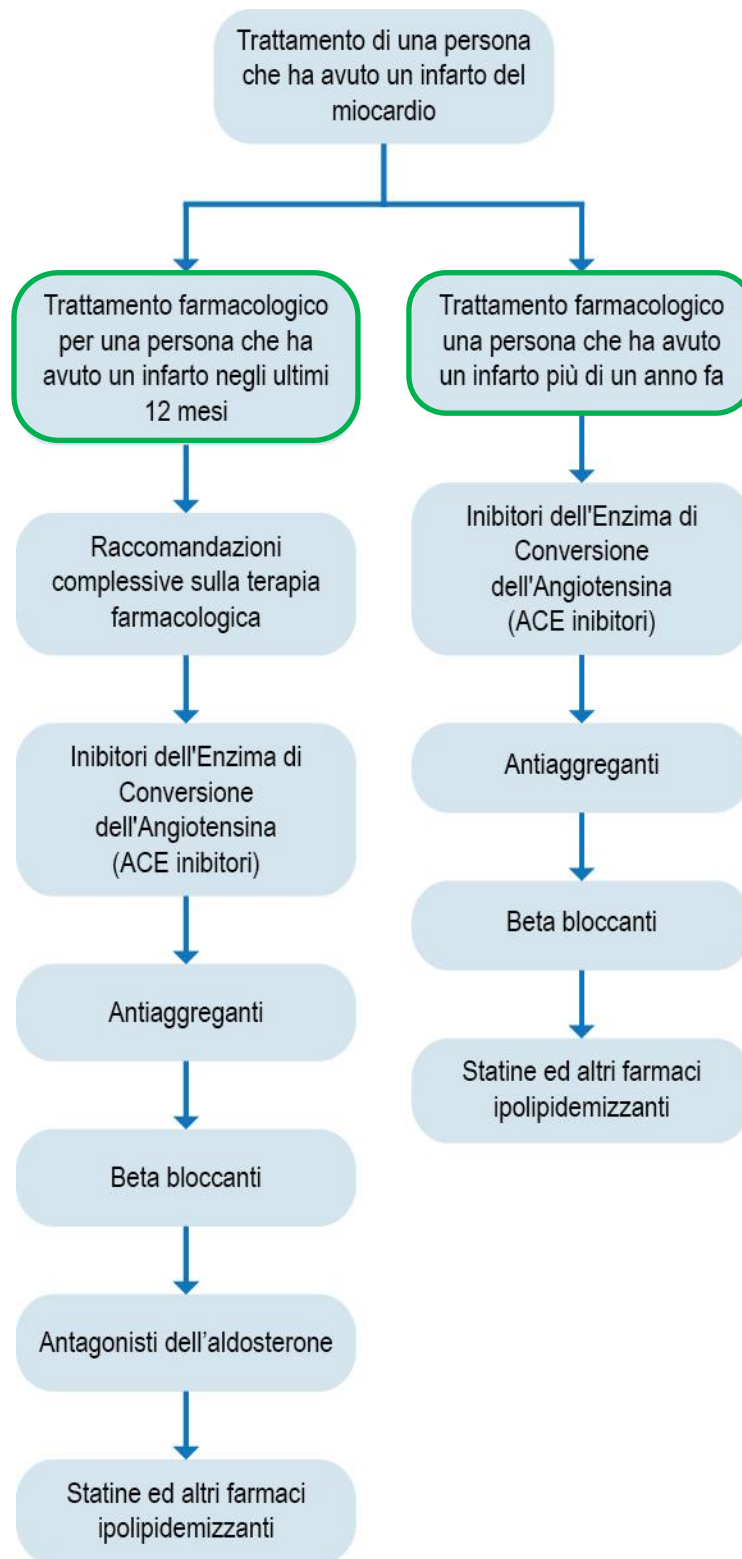 Trattamento di una persona
che ha avuto un infarto del
miocardio
Trattamento farmacologico
per una persona che ha
avuto un infarto negli ultimi
12 mesi
Raccomandazioni
complessive sulla terapia
farmacologica
Inibitori dell'Enzima di
Conversione
dell'Angiotensina
(ACE inibitori)
Antiaggreganti
Beta bloccanti
Antagonisti dell’aldosterone
Statine ed altri farmaci
ipolipidemizzanti
Trattamento farmacologico
una persona che ha avuto
un infarto più di un anno fa
Inibitori dell'Enzima di
Conversione
dell'Angiotensina
(ACE inibitori)
Antiaggreganti
Beta bloccanti
Statine ed altri farmaci
ipolipidemizzanti